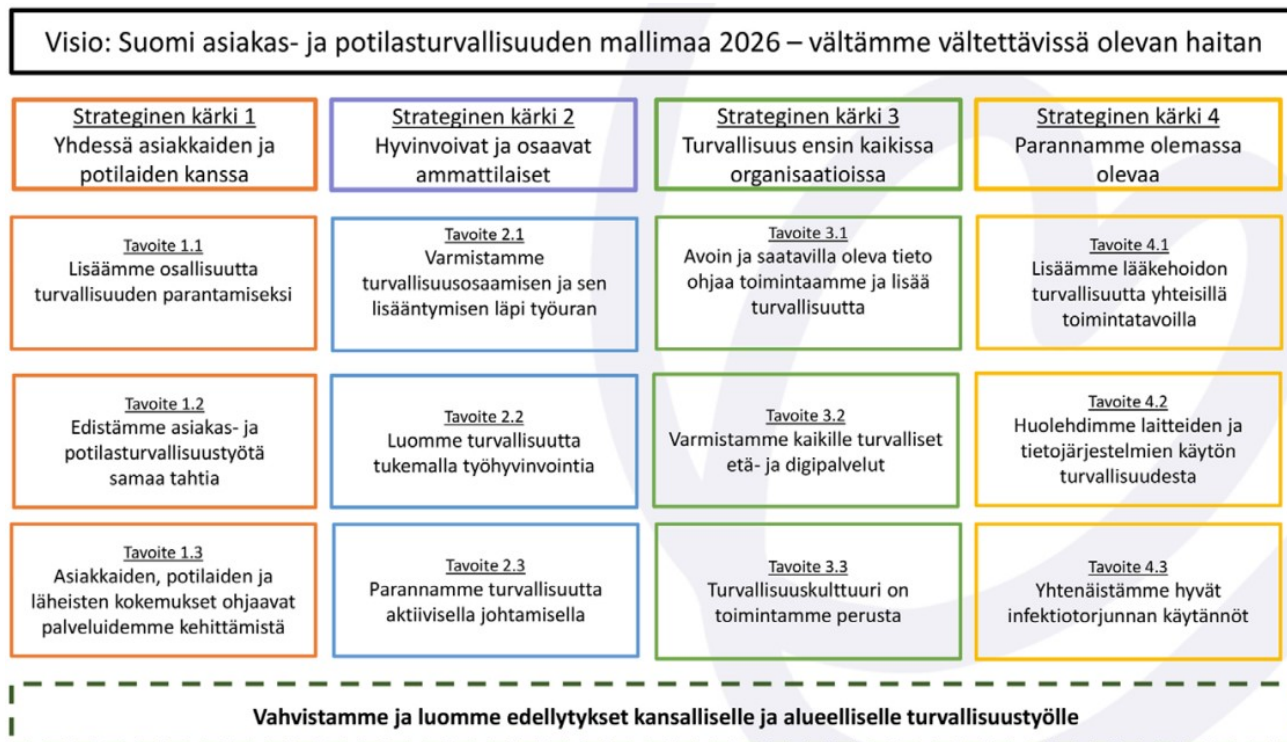 Visio: Suomi asiakas- ja potilasturvallisuuden mallimaa 2026 – vältämme vältettävissä olevan haitan
Strateginen kärki 1
Yhdessä asiakkaiden ja
potilaiden kanssa
Strateginen kärki 2
Hyvinvoivat ja osaavat
ammattilaiset
Strateginen kärki 3
Turvallisuus ensin kaikissa
organisaatioissa
Strateginen kärki 4
Parannamme olemassa
olevaa
Tavoite 1.1
Lisäämme osallisuutta
turvallisuuden parantamiseksi
Tavoite 2.1
Varmistamme
turvallisuusosaamisen ja sen
lisääntymisen läpi työuran
Tavoite 3.1
Avoin ja saatavilla oleva tieto
ohjaa toimintaamme ja lisää
turvallisuutta
Tavoite 4.1
Lisäämme lääkehoidon
turvallisuutta yhteisillä
toimintatavoilla
Tavoite 1.2
Edistämme asiakas- ja
potilasturvallisuustyötä
samaa tahtia
Tavoite 2.2
Luomme turvallisuutta
tukemalla työhyvinvointia
Tavoite 3.2
Varmistamme kaikille turvalliset
etä- ja digipalvelut
Tavoite 4.2
Huolehdimme laitteiden ja
tietojärjestelmien käytön
turvallisuudesta
Tavoite 1.3
Asiakkaiden, potilaiden ja
läheisten kokemukset ohjaavat
palveluidemme kehittämistä
Tavoite 2.3
Parannamme turvallisuutta
aktiivisella johtamisella
Tavoite 3.3
Turvallisuuskulttuuri on
toimintamme perusta
Tavoite 4.3
Yhtenäistämme hyvät
infektiotorjunnan käytännöt
Vahvistamme ja luomme edellytykset kansalliselle ja alueelliselle turvallisuustyölle